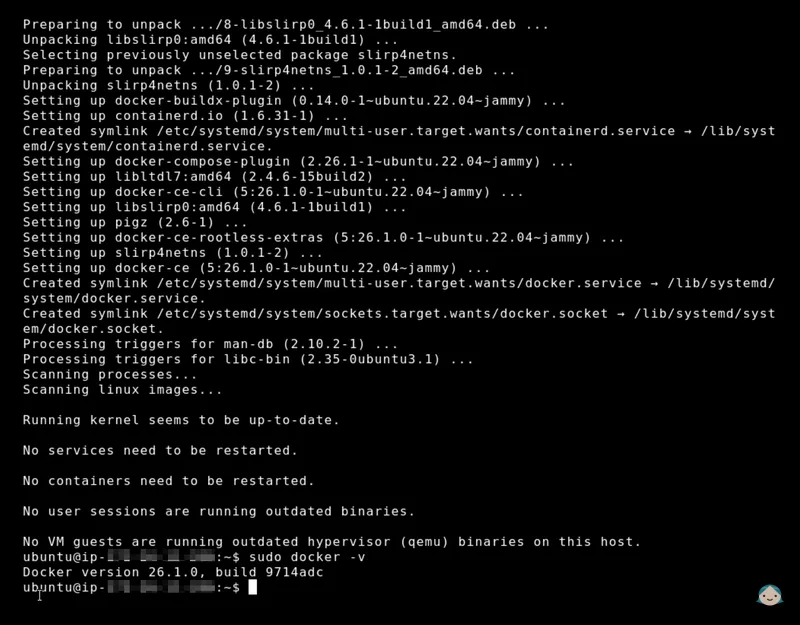 Preparing to unpack .../8-libslirp0_4.6.1-1build1_amd64.deb ...
Unpacking libslirp0:amd64 (4.6.1-1build1) ...
Selecting previously unselected package slirp4netns.
Preparing to unpack .../9-slirp4netns_1.0.1-2_amd64.deb ...
Unpacking slirp4netns (1.0.1-2) ...
Setting up docker-buildx-plugin (0.14.0-1~ubuntu.22.04~jammy) ...
Setting up containerd.io (1.6.31-1) ...
Created symlink /etc/systemd/system/multi-user.target.wants/containerd.service → /lib/syst
emd/system/containerd.service.
Setting up docker-compose-plugin (2.26.1-1~ubuntu.22.04~jammy) ...
Setting up libltdl7:amd64 (2.4.6-15build2) ...
Setting up docker-ce-cli (5:26.1.0-1~ubuntu.22.04~jammy) ...
Setting up libslirp0:amd64 (4.6.1-1build1) ...
Setting up pigz (2.6-1) ...
Setting up docker-ce-rootless-extras (5:26.1.0-1~ubuntu.22.04~jammy) ...
Setting up slirp4netns (1.0.1-2) ...
Setting up docker-ce (5:26.1.0-1~ubuntu.22.04~jammy) ...
Created symlink /etc/systemd/system/multi-user.target.wants/docker.service → /lib/systemd/
system/docker.service.
Created symlink /etc/systemd/system/sockets.target.wants/docker.socket → /lib/systemd/syst
em/docker.socket.
Processing triggers for man-db (2.10.2-1) ...
Processing triggers for libc-bin (2.35-0ubuntu3.1) ...
Scanning processes...
Scanning linux images...
Running kernel seems to be up-to-date.
No services need to be restarted.
No containers need to be restarted.
No user sessions are running outdated binaries.
No VM guests are running outdated hypervisor (qemu) binaries on this host.
ubuntu@ip- :~$ sudo docker -v
Docker version 26.1.0, build 9714adc
ubuntu@ip- :~$